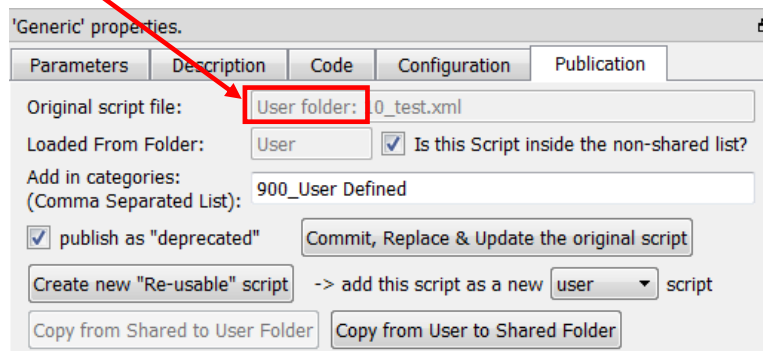 'Generic' properties.
Parameters Description Code Configuration Publication
Original script file: User folder: 10_test.xml
Loaded From Folder: User Is this Script inside the non-shared list?
Add in categories:
(Comma Separated List): 900_User Defined
publish as "deprecated" Commit, Replace & Update the original script
Create new "Re-usable" script -> add this script as a new user script
Copy from Shared to User Folder Copy from User to Shared Folder